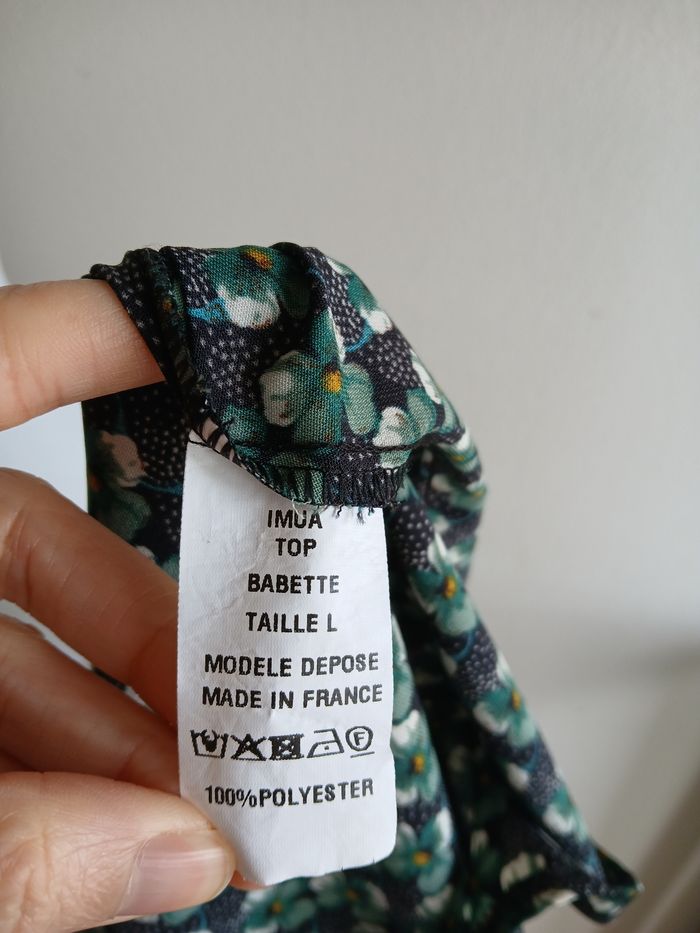 IMUA
TOP
BABETTE
TAILLE L
MODELE DEPOSE
MADE IN FRANCE
F
100%POLYESTER